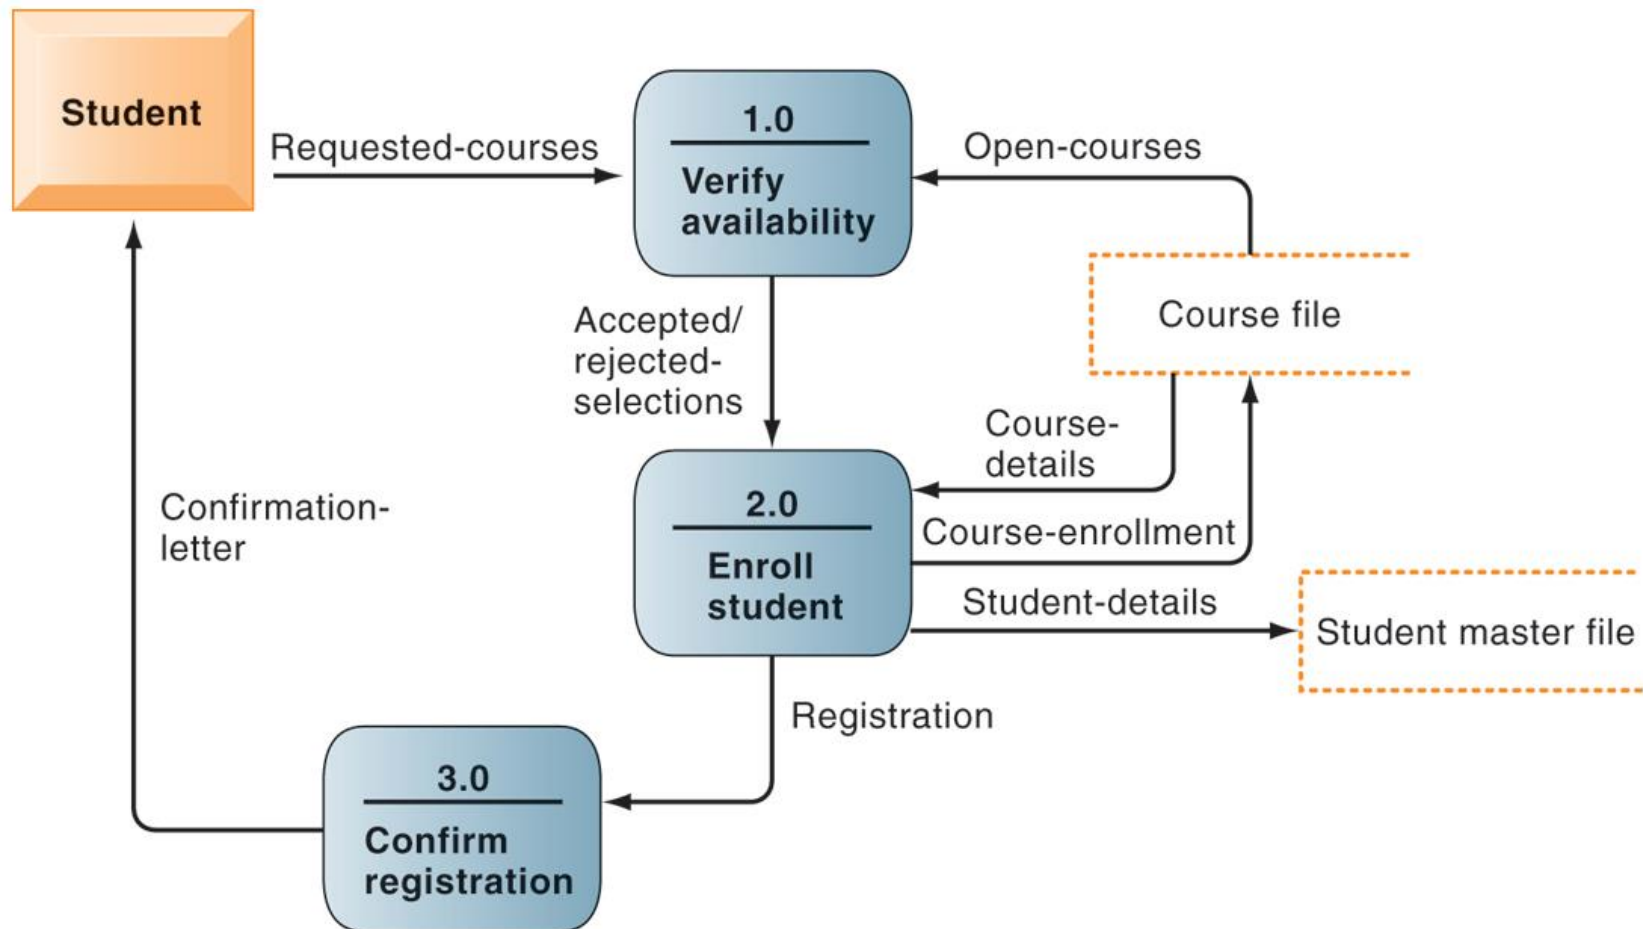 Student
Requested-courses
1.0
Verify
availability
Open-courses
Course file
Accepted/
rejected-
selections
Course-
details
2.0
Enroll
student
Course-enrollment
Student-details
Student master file
Confirmation-
letter
Registration
3.0
Confirm
registration